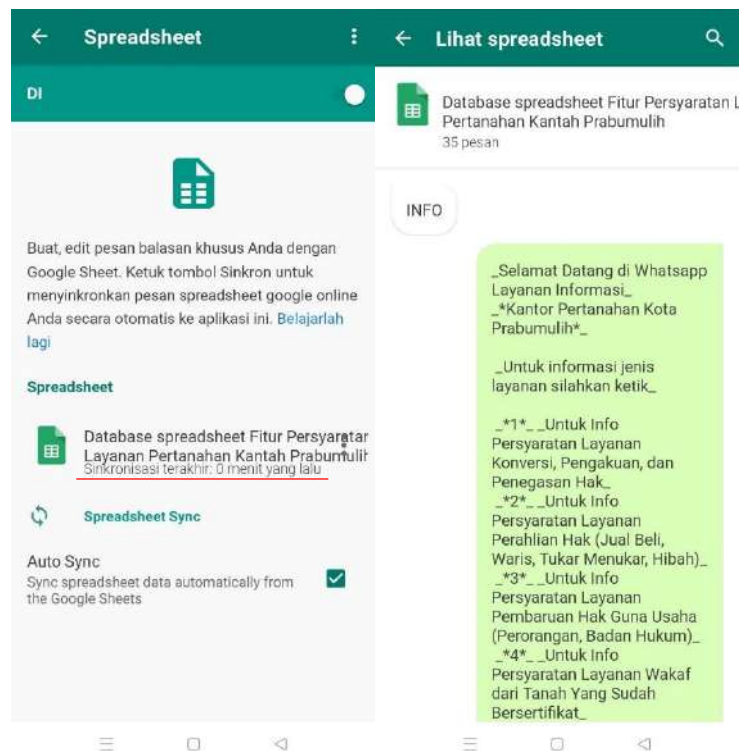 Spreadsheet
DI
Buat, edit pesan balasan khusus Anda dengan
Google Sheet. Ketuk tombol Sinkron untuk
menyinkronkan pesan spreadsheet google online
Anda secara otomatis ke aplikasi ini. Belajarlah
lagi
Spreadsheet
Database spreadsheet Fitur Persyaratan
Layanan Pertanahan Kantah Prabumulih
Sinkronisasi terakhir: 0 menit yang lalu
Spreadsheet Sync
Auto Sync
Sync spreadsheet data automatically from
the Google Sheets
Lihat spreadsheet
Database spreadsheet Fitur Persyaratan L
Pertanahan Kantah Prabumulih
35 pesan
INFO
_Selamat Datang di Whatsapp
Layanan Informasi_
_*Kantor Pertanahan Kota
Prabumulih*_
_Untuk informasi jenis
layanan silahkan ketik_
_*1*_ _Untuk Info
Persyaratan Layanan
Konversi, Pengakuan, dan
Penegasan Hak_
_*2*_ _Untuk Info
Persyaratan Layanan
Perahlian Hak (Jual Beli,
Waris, Tukar Menukar, Hibah)_
_*3*_ _Untuk Info
Persyaratan Layanan
Pembaruan Hak Guna Usaha
(Perorangan, Badan Hukum)_
_*4*_ _Untuk Info
Persyaratan Layanan Wakaf
dari Tanah Yang Sudah
Bersertifikat_